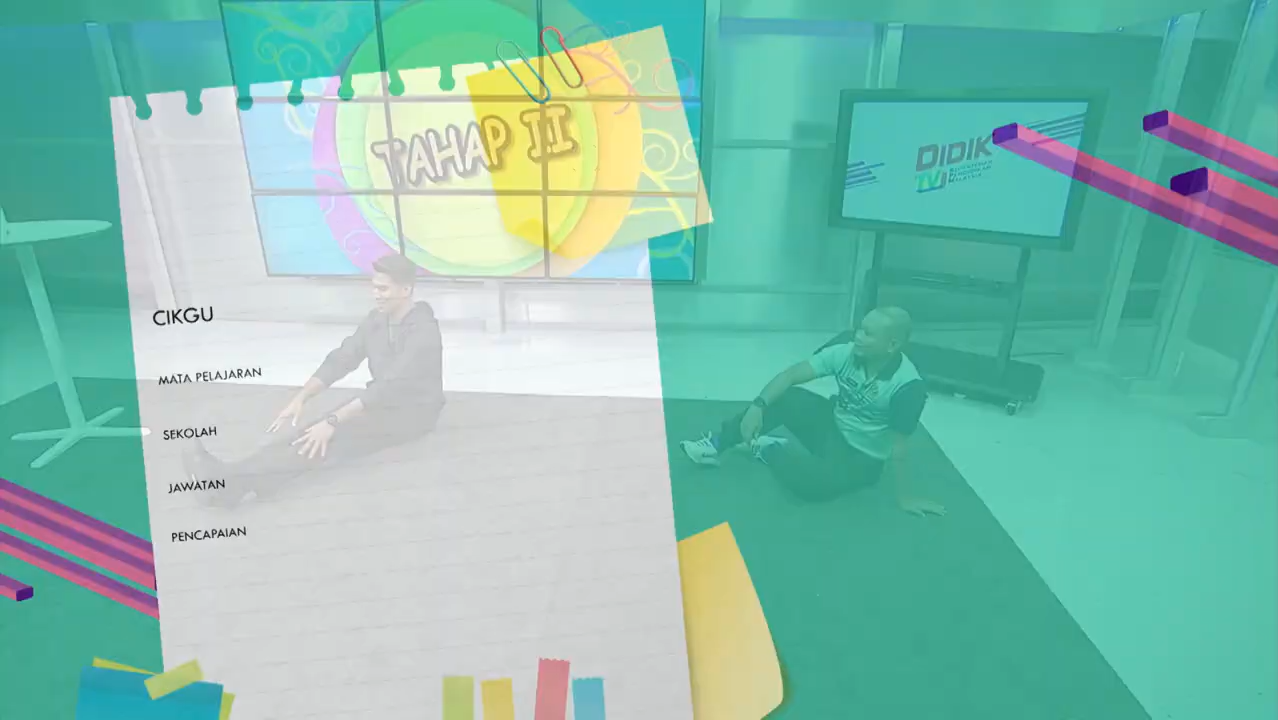 TAHAP II
DIDIK
TV
CIKGU
MATA PELAJARAN
SEKOLAH
JAWATAN
PENCAPAIAN